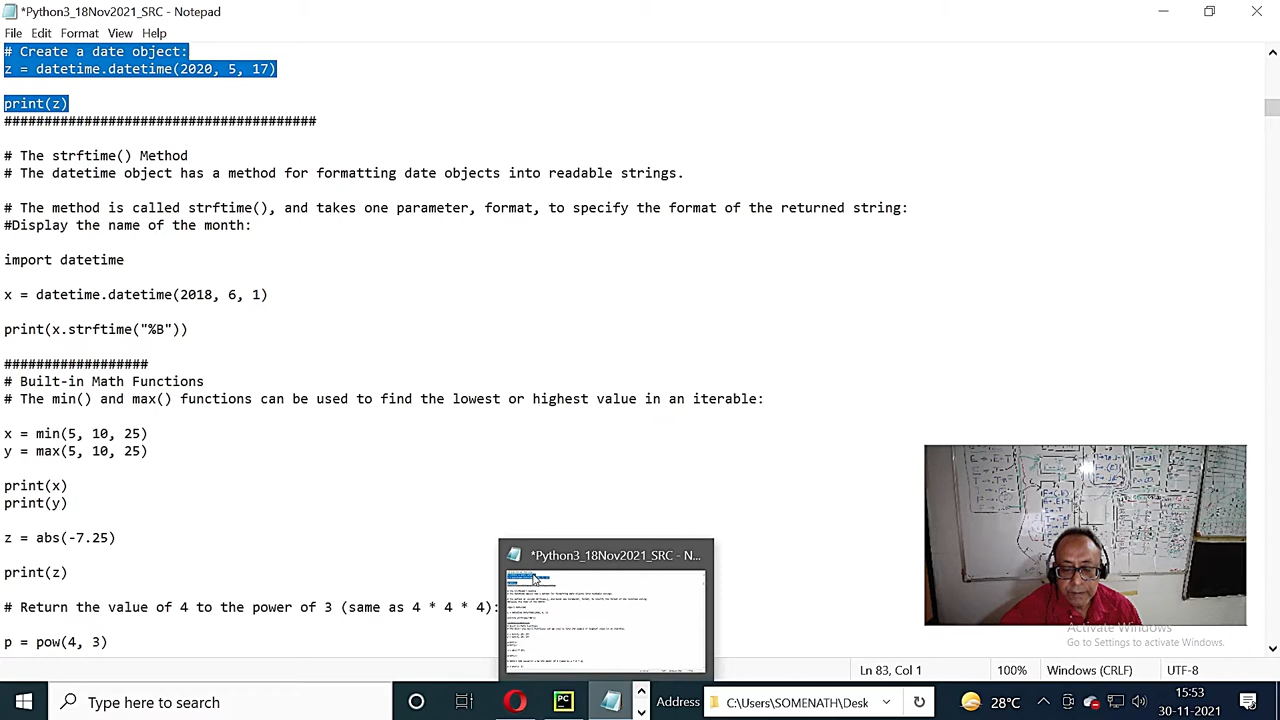 *Python3_18Nov2021_SRC - Notepad
File Edit Format View Help
# Create a date object:
z = datetime.datetime(2020, 5, 17)
print(z)
#######################################
# The strftime() Method
# The datetime object has a method for formatting date objects into readable strings.
# The method is called strftime(), and takes one parameter, format, to specify the format of the returned string:
#Display the name of the month:
import datetime
x = datetime.datetime(2018, 6, 1)
print(x.strftime("%B"))
##################
# Built-in Math Functions
# The min() and max() functions can be used to find the lowest or highest value in an iterable:
x = min(5, 10, 25)
y = max(5, 10, 25)
print(x)
print(y)
z = abs(-7.25)
print(z)
# Return the value of 4 to the power of 3 (same as 4 * 4 * 4):
p = pow(4, 3)
*Python3_18Nov2021_SRC - N...
Activate Windows
Go to Settings to activate Windows.
Ln 83, Col 1 100% Windows (CRLF) UTF-8
Type here to search
Address C:\Users\SOMENATH\Desk
28°C
15:53
30-11-2021